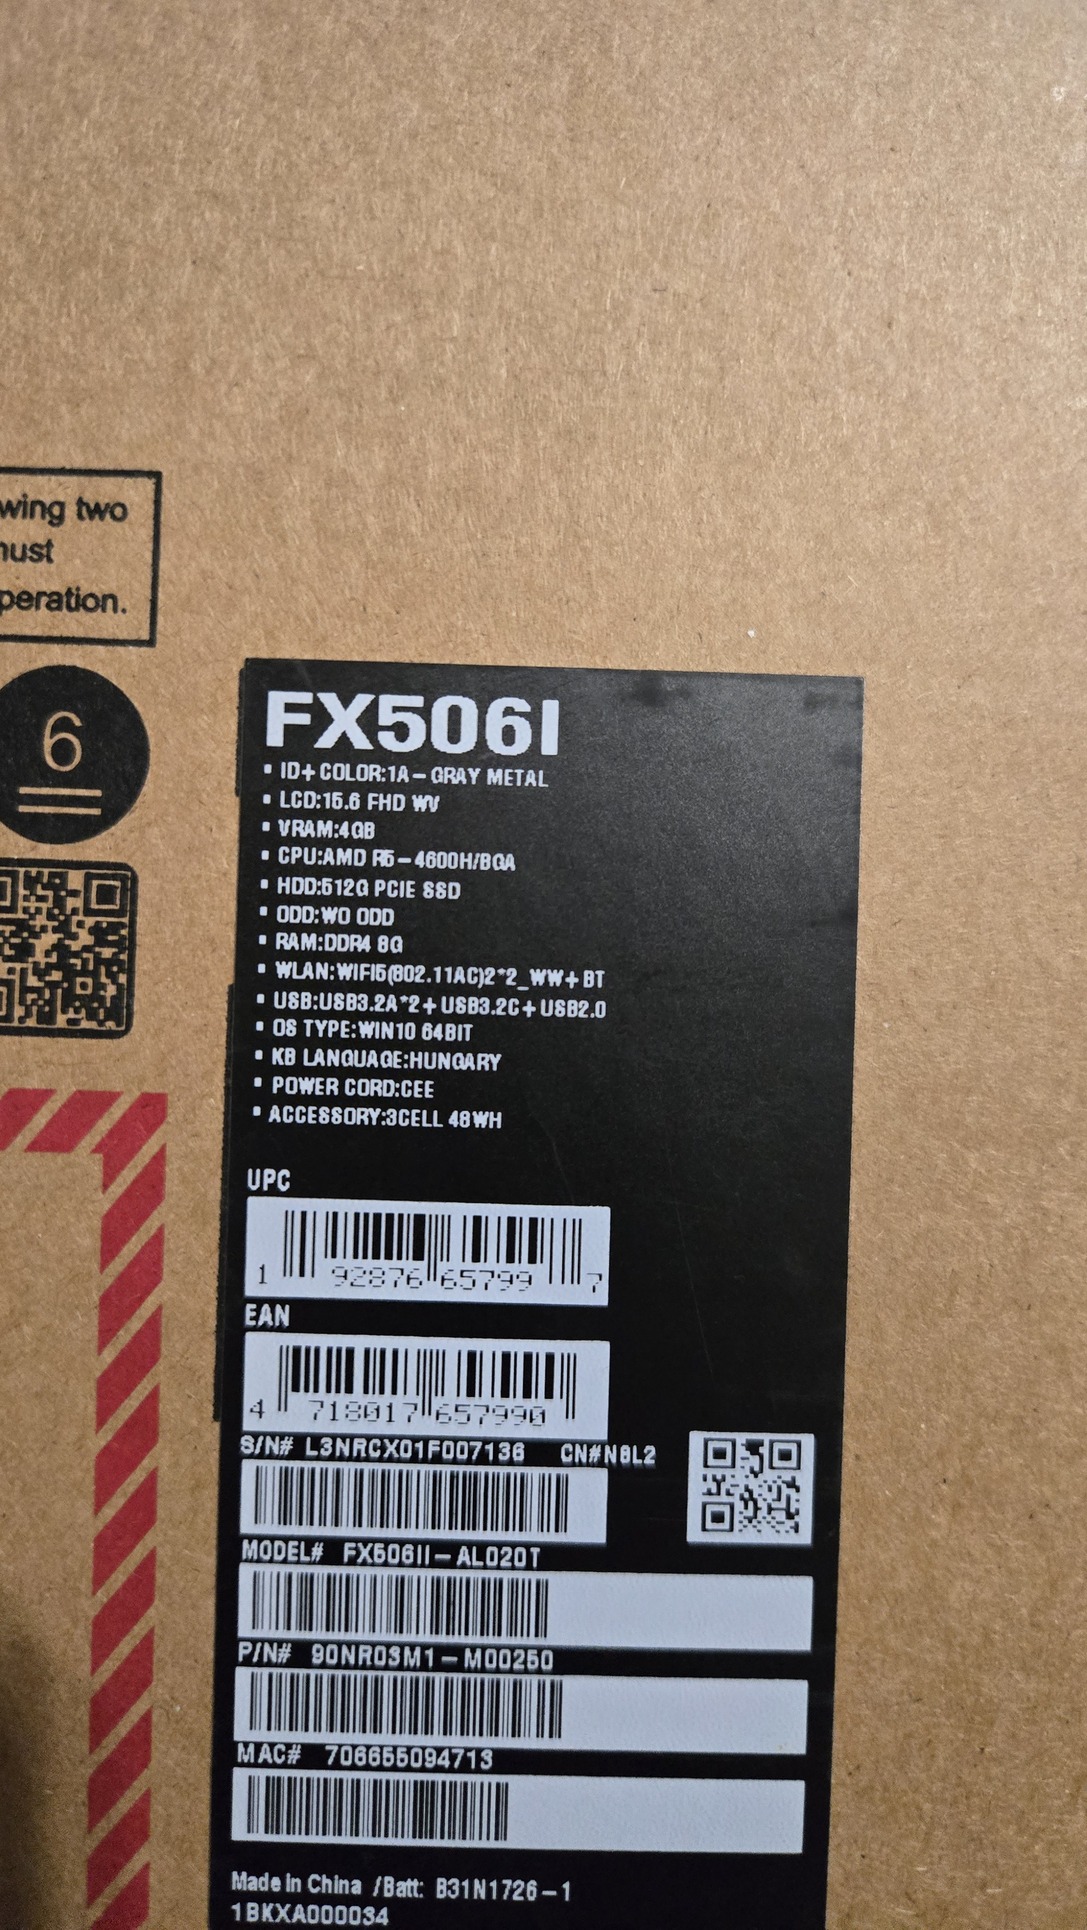 wing two
must
peration.
6
FX506I
▪ ID+COLOR:1A-GRAY METAL
▪ LCD:15.6 FHD WV
▪ VRAM:4GB
▪ CPU:AMD R5-4600H/BGA
▪ HDD:512G PCIE SSD
▪ ODD:WO ODD
▪ RAM:DDR4 8G
▪ WLAN:WIFI5(802.11AC)2*2_WW+BT
▪ USB:USB3.2A*2+USB3.2C+USB2.0
▪ OS TYPE:WIN10 64BIT
▪ KB LANGUAGE:HUNGARY
▪ POWER CORD:CEE
▪ ACCESSORY:3CELL 48WH
UPC
1 92876 65799 7
EAN
4 718017 657990
S/N# L3NRCX01F007136 CN#N6L2
MODEL# FX506II-AL020T
P/N# 90NR03M1-M00250
MAC# 706655094713
Made in China /Batt: B31N1726-1
1BKXA000034